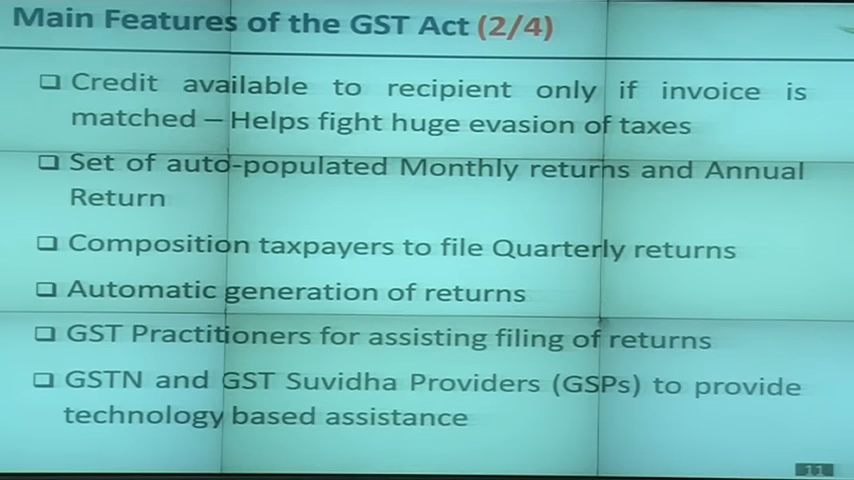 Main Features of the GST Act (2/4)
❑ Credit available to recipient only if invoice is
matched – Helps fight huge evasion of taxes
❑ Set of auto-populated Monthly returns and Annual
Return
❑ Composition taxpayers to file Quarterly returns
❑ Automatic generation of returns
❑ GST Practitioners for assisting filing of returns
❑ GSTN and GST Suvidha Providers (GSPs) to provide
technology based assistance
11